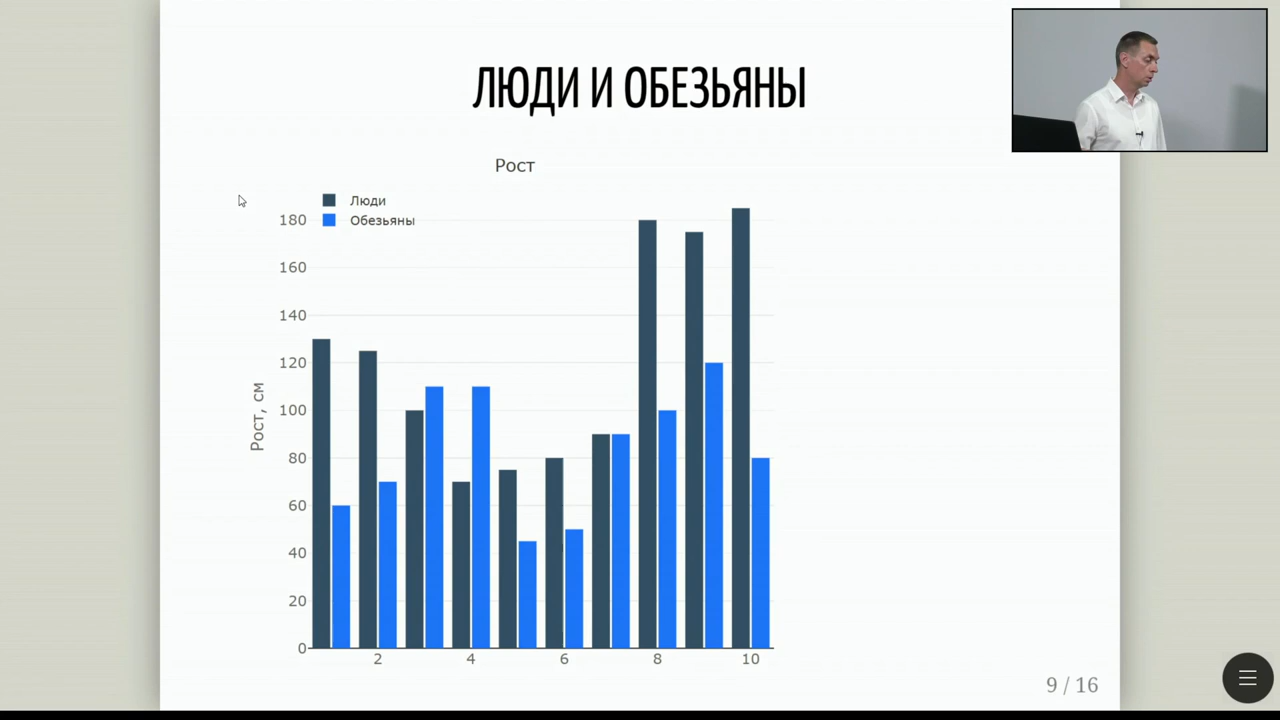 ЛЮДИ И ОБЕЗЬЯНЫ
Рост
Люди
Обезьяны
180
160
140
120
100
80
60
40
20
0
Рост, см
2 4 6 8 10
9 / 16